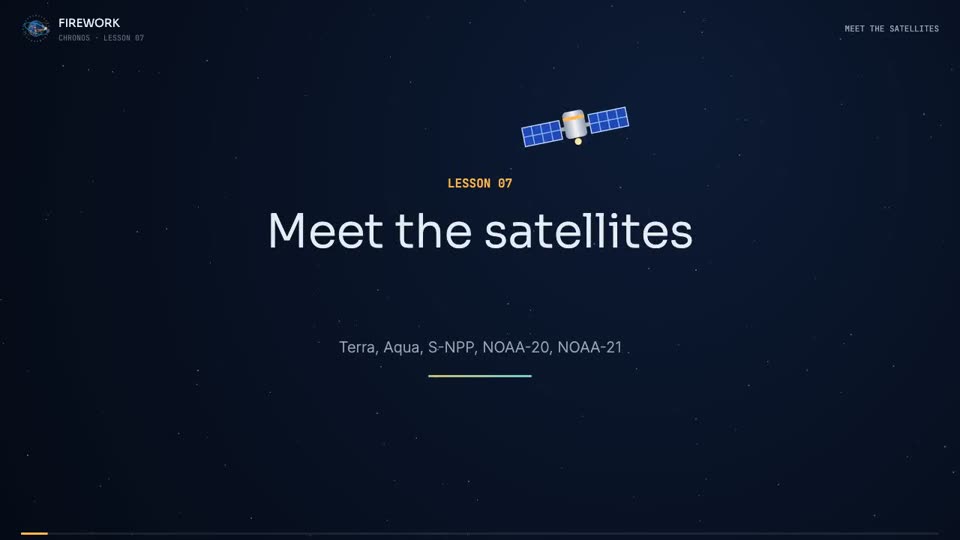 FIREWORK
CHRONOS · LESSON 07
MEET THE SATELLITES
LESSON 07
Meet the satellites
Terra, Aqua, S-NPP, NOAA-20, NOAA-21